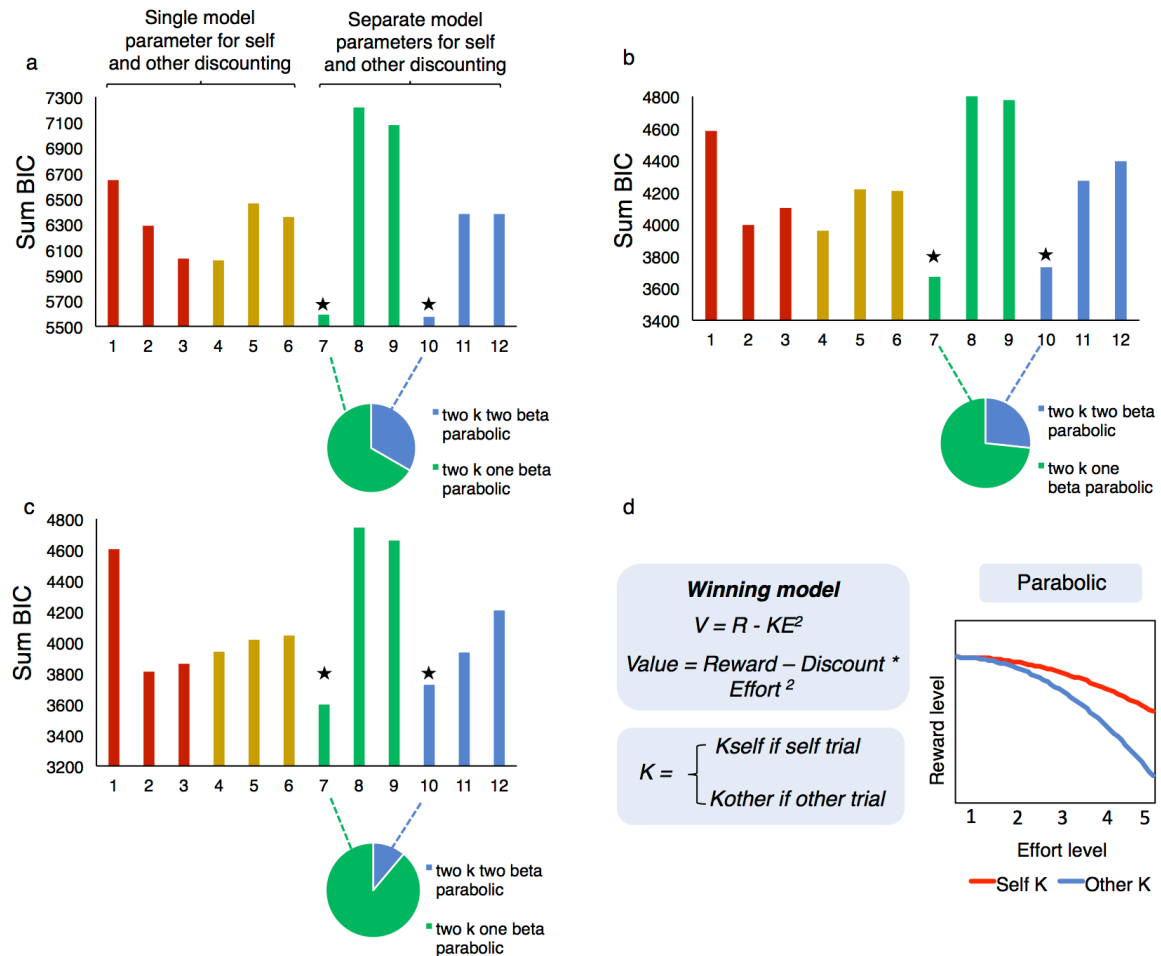 Single model
parameter for self
and other discounting
Separate model
parameters for self
and other discounting
a
Sum BIC
7300
7100
6900
6700
6500
6300
6100
5900
5700
5500
★ ★
1 2 3 4 5 6 7 8 9 10 11 12
two k two beta
parabolic
two k one beta
parabolic
b
Sum BIC
4800
4600
4400
4200
4000
3800
3600
3400
★ ★
1 2 3 4 5 6 7 8 9 10 11 12
two k two beta
parabolic
two k one
beta parabolic
c
Sum BIC
4800
4600
4400
4200
4000
3800
3600
3400
3200
★ ★
1 2 3 4 5 6 7 8 9 10 11 12
two k two beta
parabolic
two k one beta
parabolic
d
Winning model
V = R - KE²
Value = Reward – Discount *
Effort ²
K =
Kself if self trial
Kother if other trial
Parabolic
Reward level
1 2 3 4 5
Effort level
Self K Other K